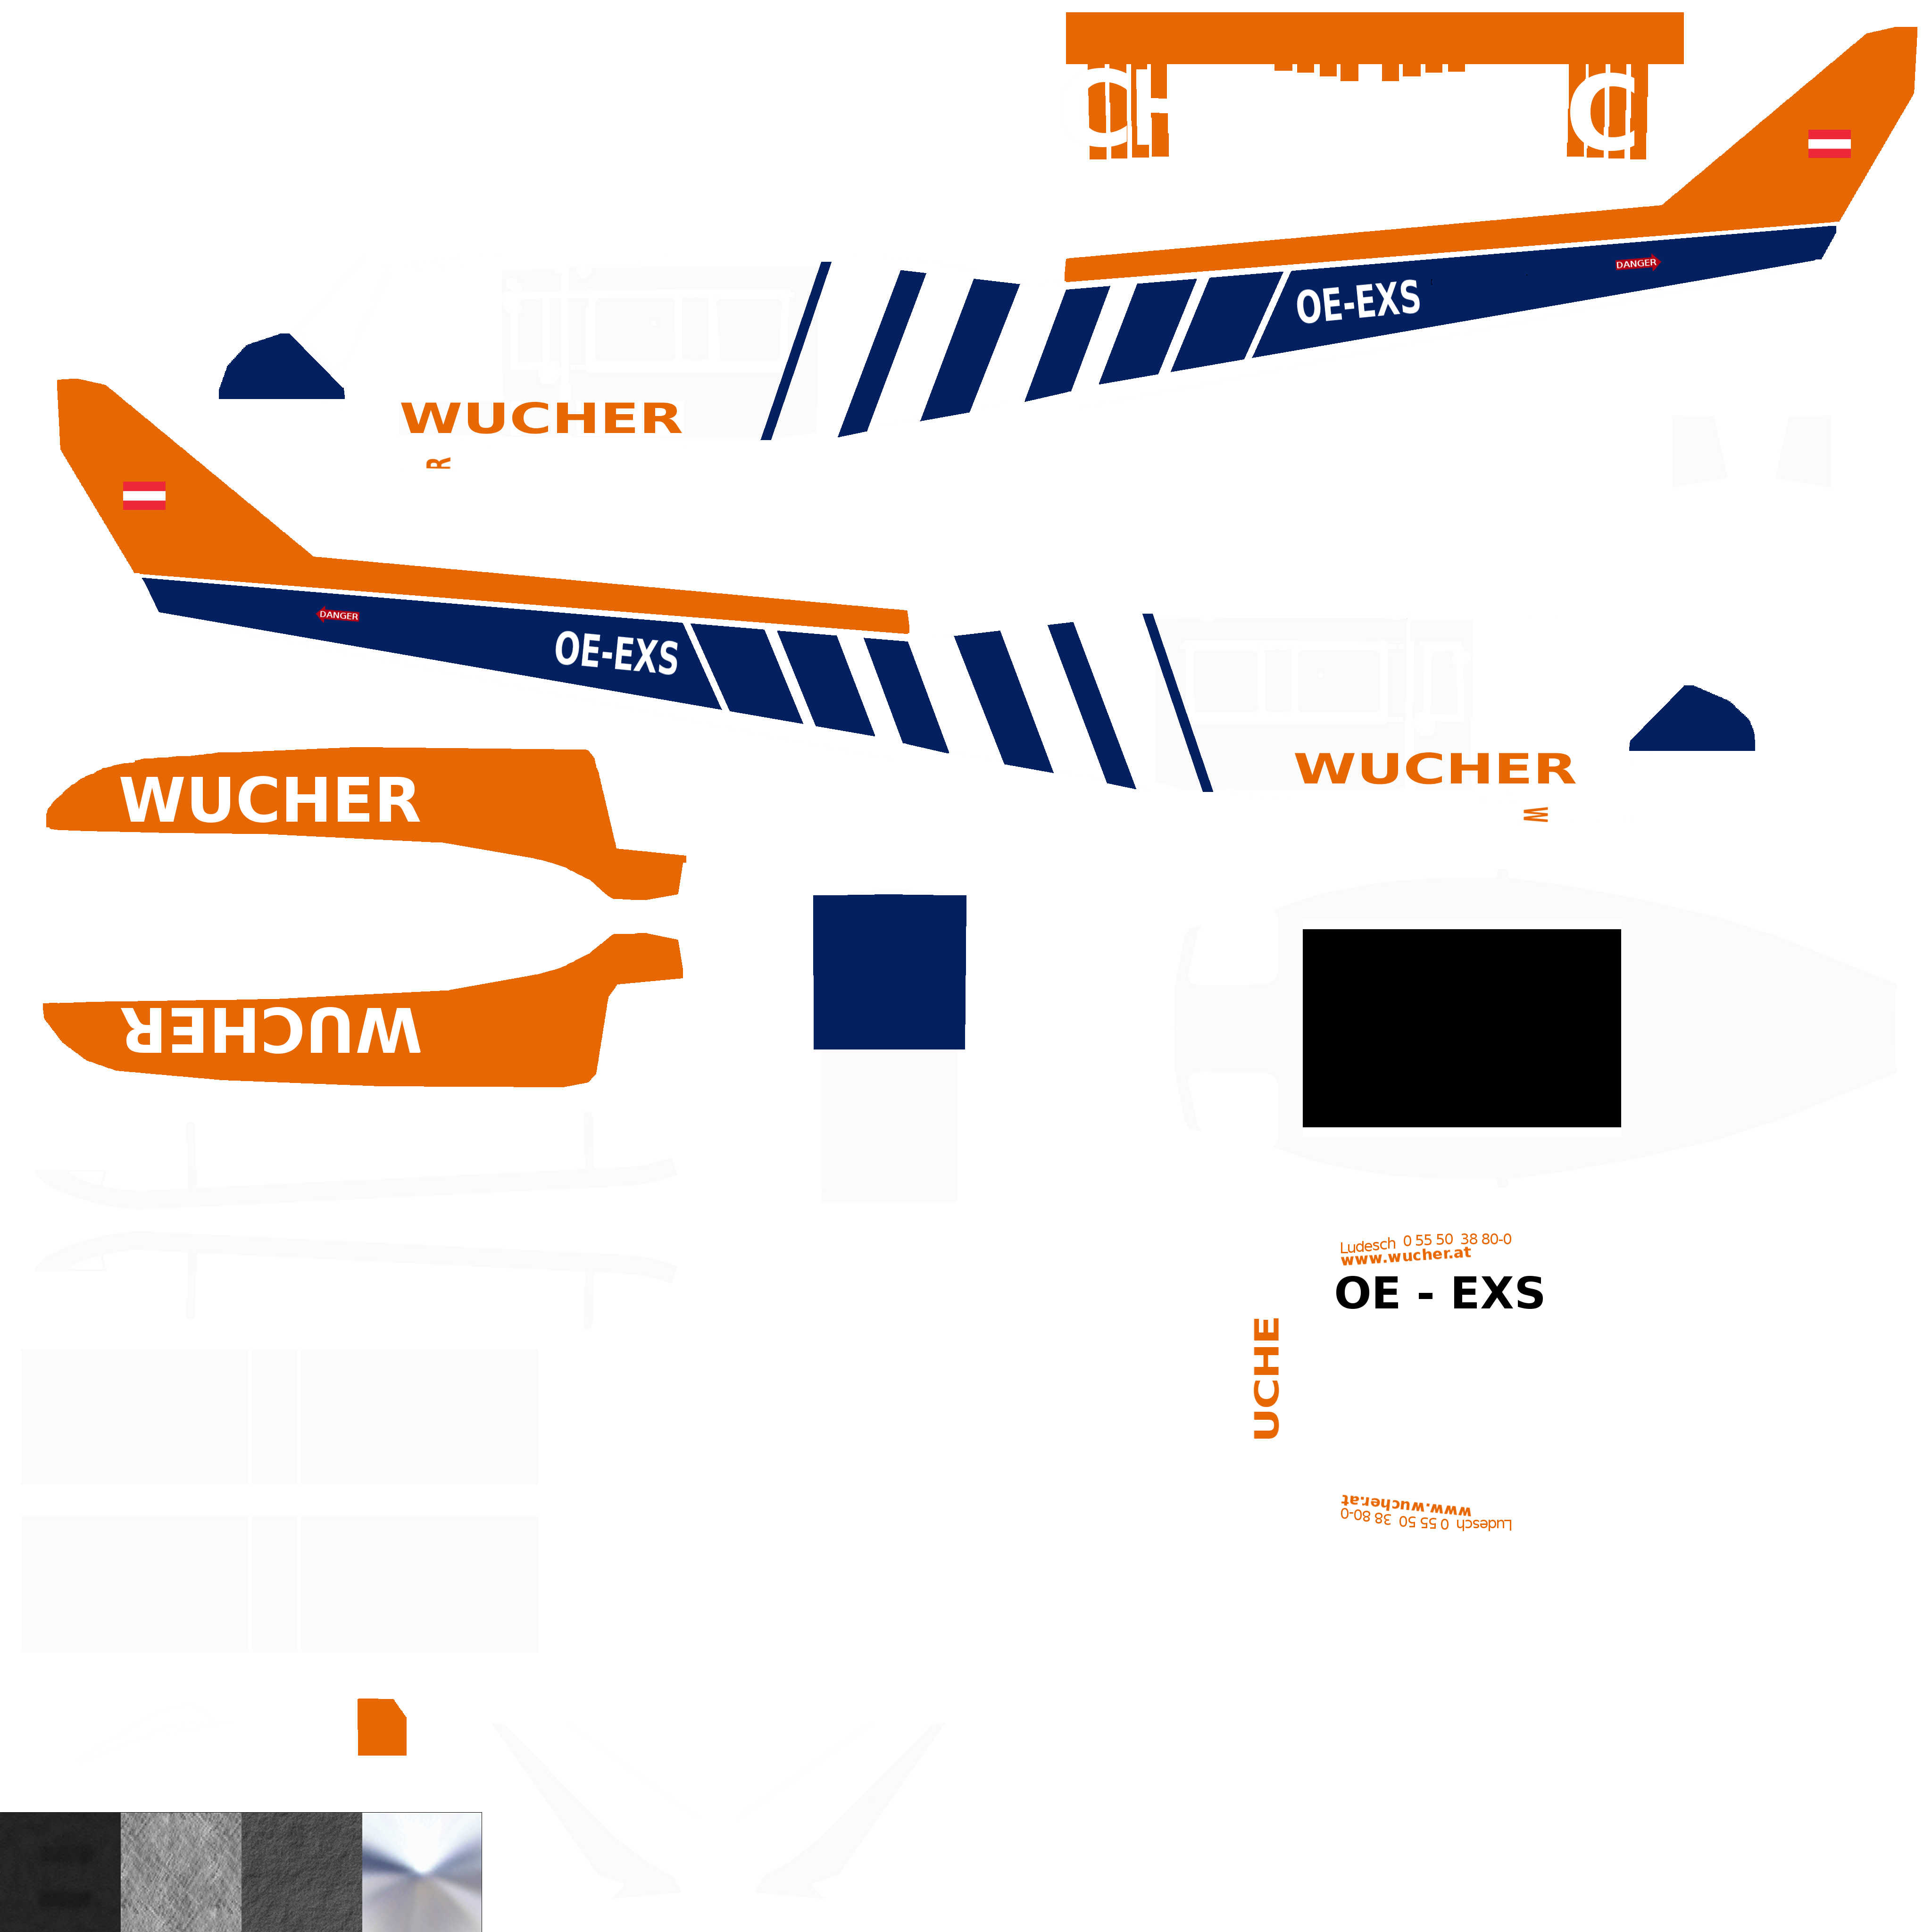 C
DANGER
OE-EXS
WUCHER
R
DANGER
OE-EXS
WUCHER
W
WUCHER
WUCHER
Ludesch 0 55 50 38 80-0
www.wucher.at
OE - EXS
UCHE
www.wucher.at
Ludesch 0 55 50 38 80-0